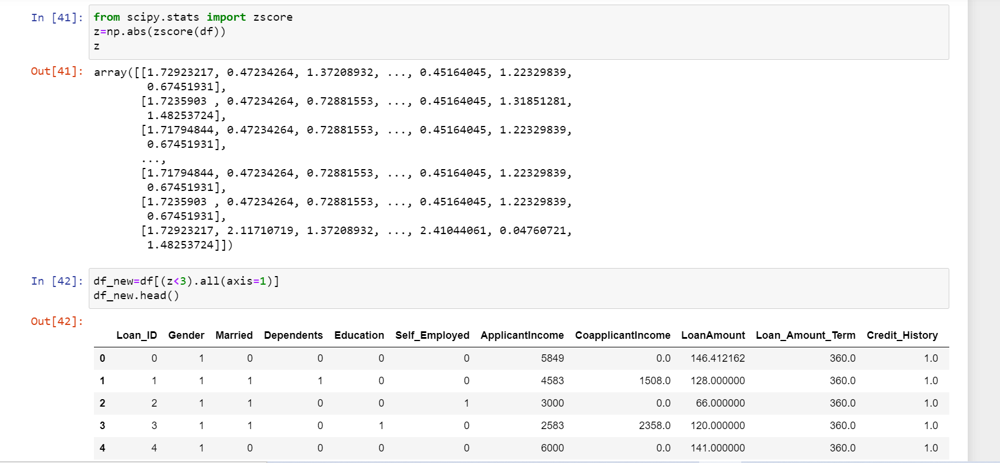 In [41]: from scipy.stats import zscore
z=np.abs(zscore(df))
z
Out[41]: array([[1.72923217, 0.47234264, 1.37208932, ..., 0.45164045, 1.22329839,
0.67451931],
[1.7235903 , 0.47234264, 0.72881553, ..., 0.45164045, 1.31851281,
1.48253724],
[1.71794844, 0.47234264, 0.72881553, ..., 0.45164045, 1.22329839,
0.67451931],
...,
[1.71794844, 0.47234264, 0.72881553, ..., 0.45164045, 1.22329839,
0.67451931],
[1.7235903 , 0.47234264, 0.72881553, ..., 0.45164045, 1.22329839,
0.67451931],
[1.72923217, 2.11710719, 1.37208932, ..., 2.41044061, 0.04760721,
1.48253724]])
In [42]: df_new=df[(z<3).all(axis=1)]
df_new.head()
Out[42]:
Loan_ID Gender Married Dependents Education Self_Employed ApplicantIncome CoapplicantIncome LoanAmount Loan_Amount_Term Credit_History
0 0 1 0 0 0 0 5849 0.0 146.412162 360.0 1.0
1 1 1 1 1 0 0 4583 1508.0 128.000000 360.0 1.0
2 2 1 1 0 0 1 3000 0.0 66.000000 360.0 1.0
3 3 1 1 0 1 0 2583 2358.0 120.000000 360.0 1.0
4 4 1 0 0 0 0 6000 0.0 141.000000 360.0 1.0